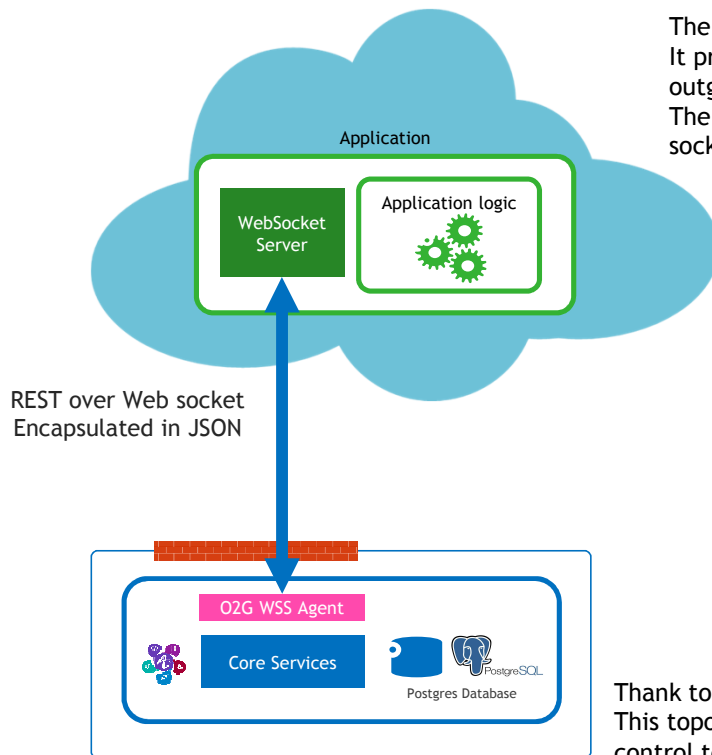 The
It pr
outg
The
sock
Application
WebSocket
Server
Application logic
REST over Web socket
Encapsulated in JSON
O2G WSS Agent
Core Services
PostgreSQL
Postgres Database
Thank to
This topo
control t